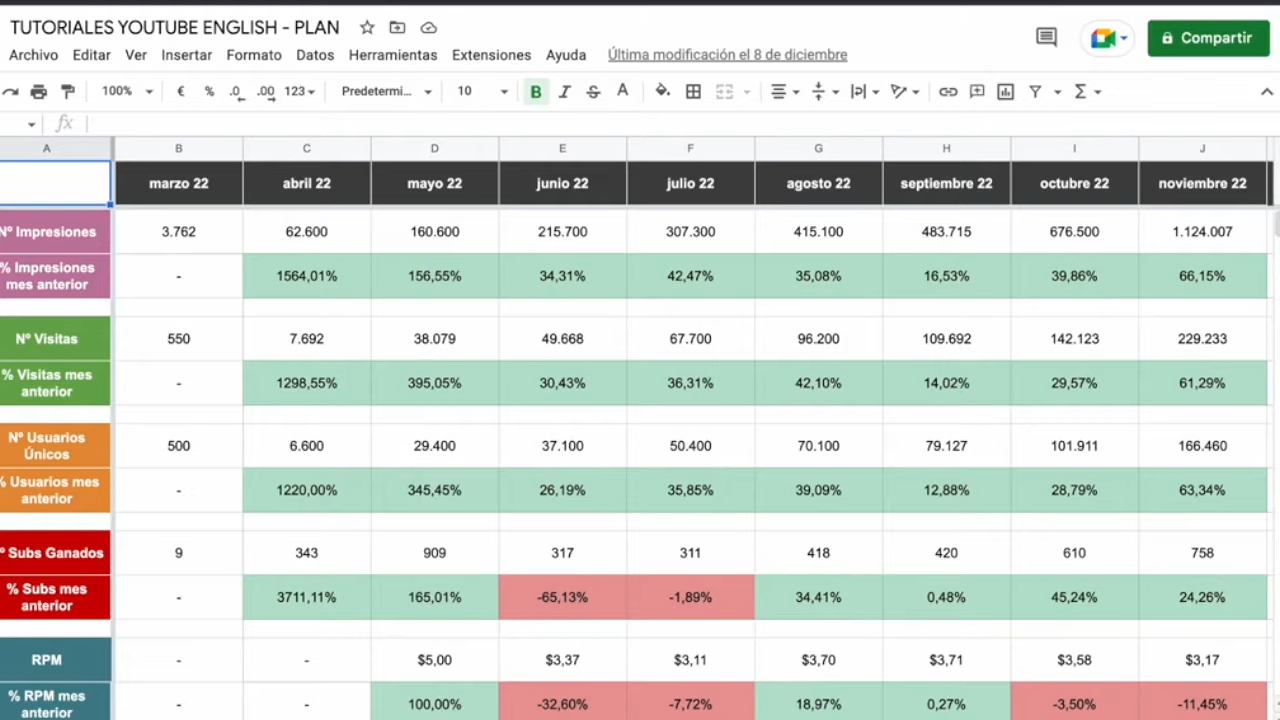 TUTORIALES YOUTUBE ENGLISH - PLAN
Compartir
Archivo Editar Ver Insertar Formato Datos Herramientas Extensiones Ayuda Última modificación el 8 de diciembre
100% € % .0 .00 123 Predetermi... 10 B I S A
fx
A B C D E F G H I J
marzo 22 abril 22 mayo 22 junio 22 julio 22 agosto 22 septiembre 22 octubre 22 noviembre 22
Nº Impresiones 3.762 62.600 160.600 215.700 307.300 415.100 483.715 676.500 1.124.007
% Impresiones
mes anterior - 1564,01% 156,55% 34,31% 42,47% 35,08% 16,53% 39,86% 66,15%
Nº Visitas 550 7.692 38.079 49.668 67.700 96.200 109.692 142.123 229.233
% Visitas mes
anterior - 1298,55% 395,05% 30,43% 36,31% 42,10% 14,02% 29,57% 61,29%
Nº Usuarios
Únicos 500 6.600 29.400 37.100 50.400 70.100 79.127 101.911 166.460
% Usuarios mes
anterior - 1220,00% 345,45% 26,19% 35,85% 39,09% 12,88% 28,79% 63,34%
º Subs Ganados 9 343 909 317 311 418 420 610 758
% Subs mes
anterior - 3711,11% 165,01% -65,13% -1,89% 34,41% 0,48% 45,24% 24,26%
RPM - - $5,00 $3,37 $3,11 $3,70 $3,71 $3,58 $3,17
% RPM mes
anterior - - 100,00% -32,60% -7,72% 18,97% 0,27% -3,50% -11,45%